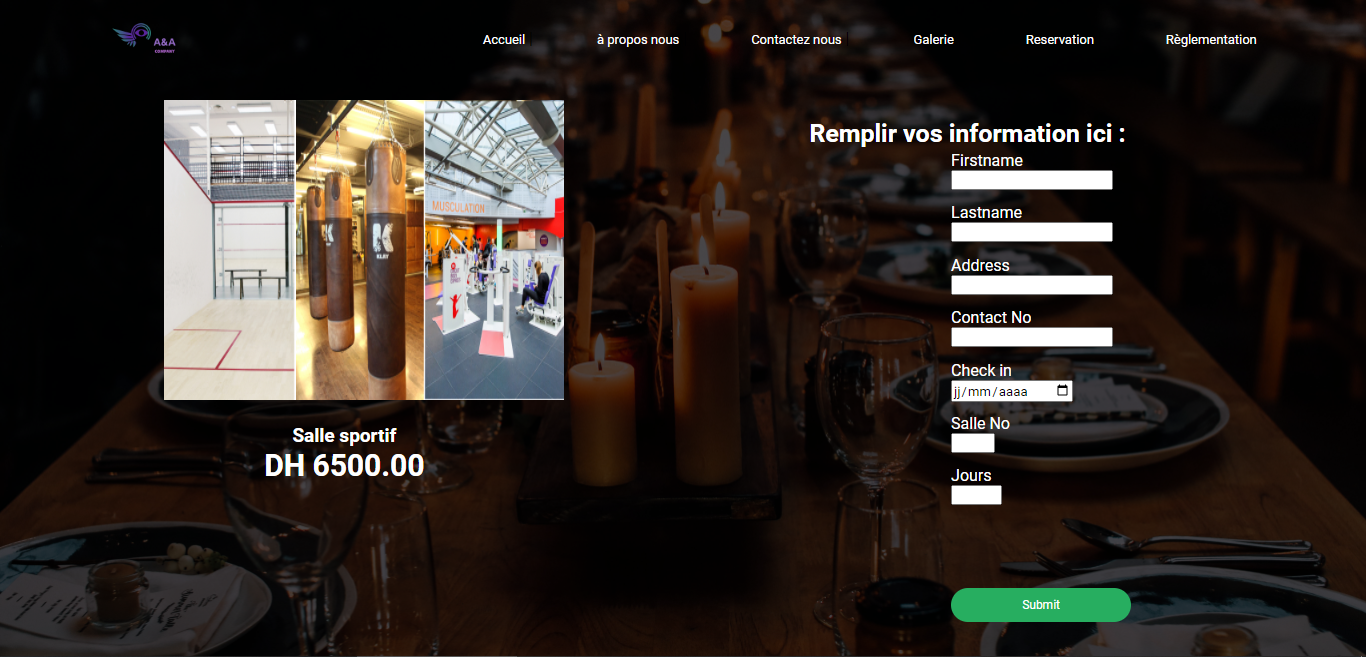 A&A
COMPANY
Accueil
à propos nous
Contactez nous
Galerie
Reservation
Règlementation
MUSCULATION
KLAY
Remplir vos information ici :
Firstname
Lastname
Address
Contact No
Check in
jj/mm/aaaa
Salle No
Jours
Salle sportif
DH 6500.00
Submit